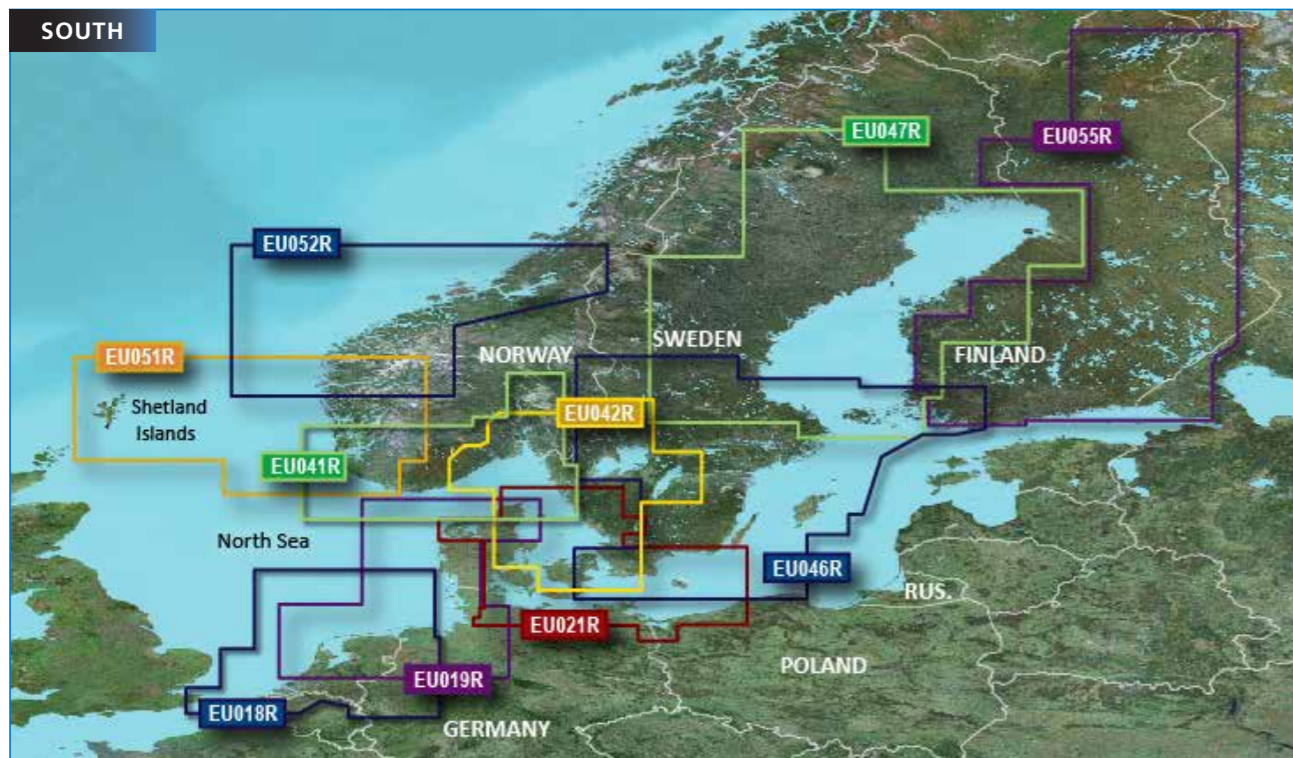 SOUTH
EU047R
EU055R
EU052R
SWEDEN
NORWAY
FINLAND
EU051R
Shetland
Islands
EU042R
EU041R
North Sea
EU046R
RUS.
EU021R
POLAND
EU019R
EU018R
GERMANY